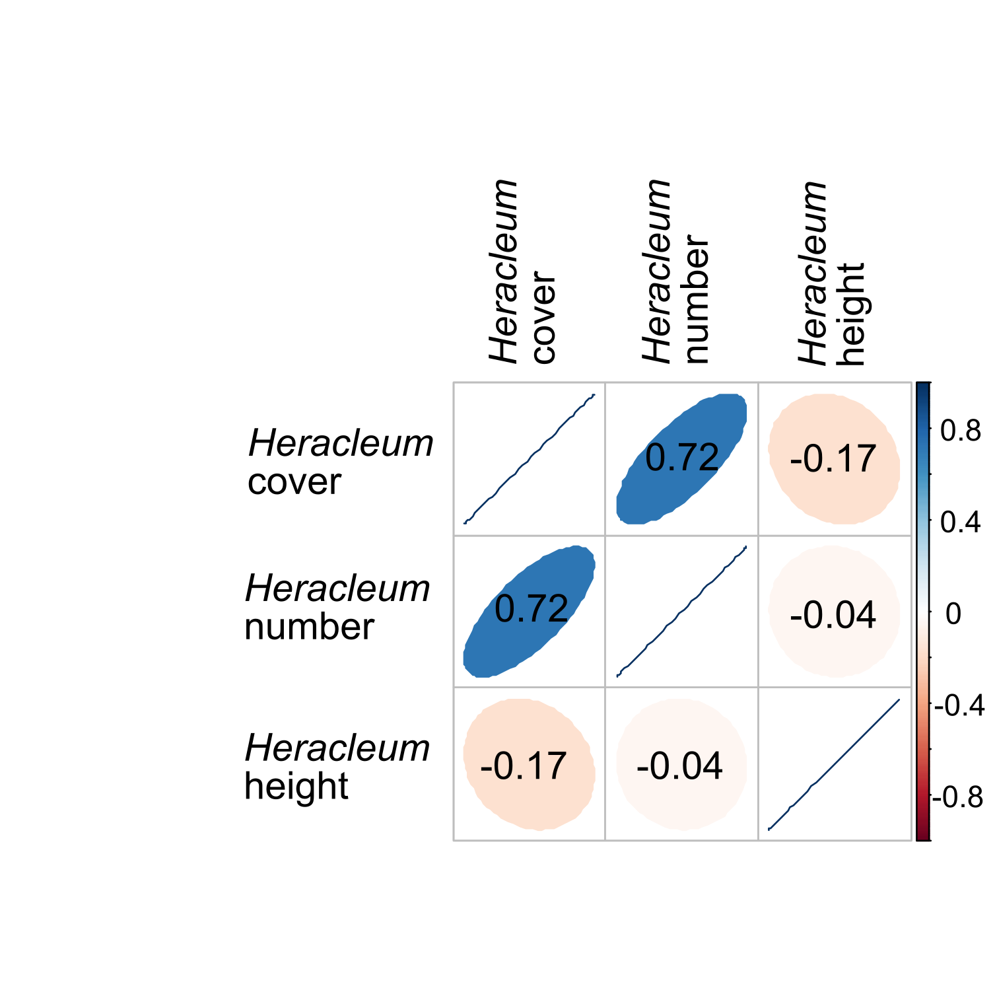 Heracleum
cover
Heracleum
number
Heracleum
height
Heracleum
cover
0.72
-0.17
Heracleum
number
0.72
-0.04
Heracleum
height
-0.17
-0.04
0.8
0.4
0
-0.4
-0.8